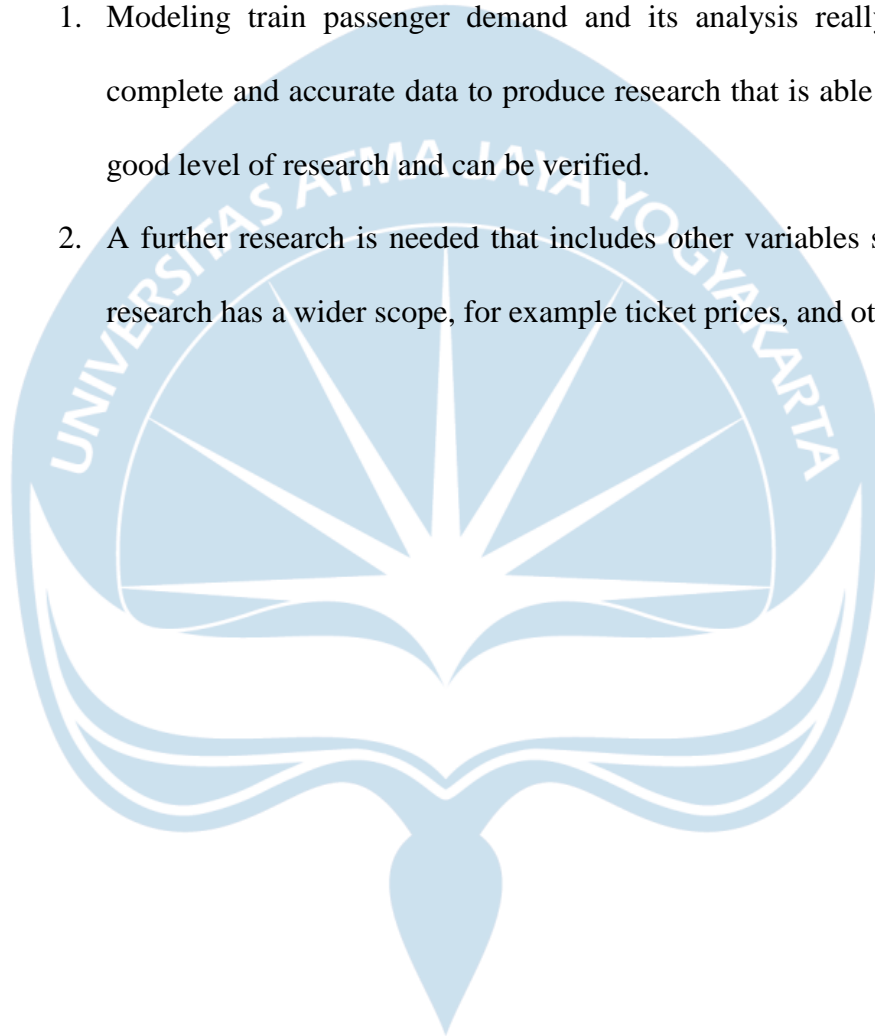 1. Modeling train passenger demand and its analysis really
complete and accurate data to produce research that is able
good level of research and can be verified.
2. A further research is needed that includes other variables s
research has a wider scope, for example ticket prices, and ot
UNIVERSITAS ATMA JAYA YOGYAKARTA